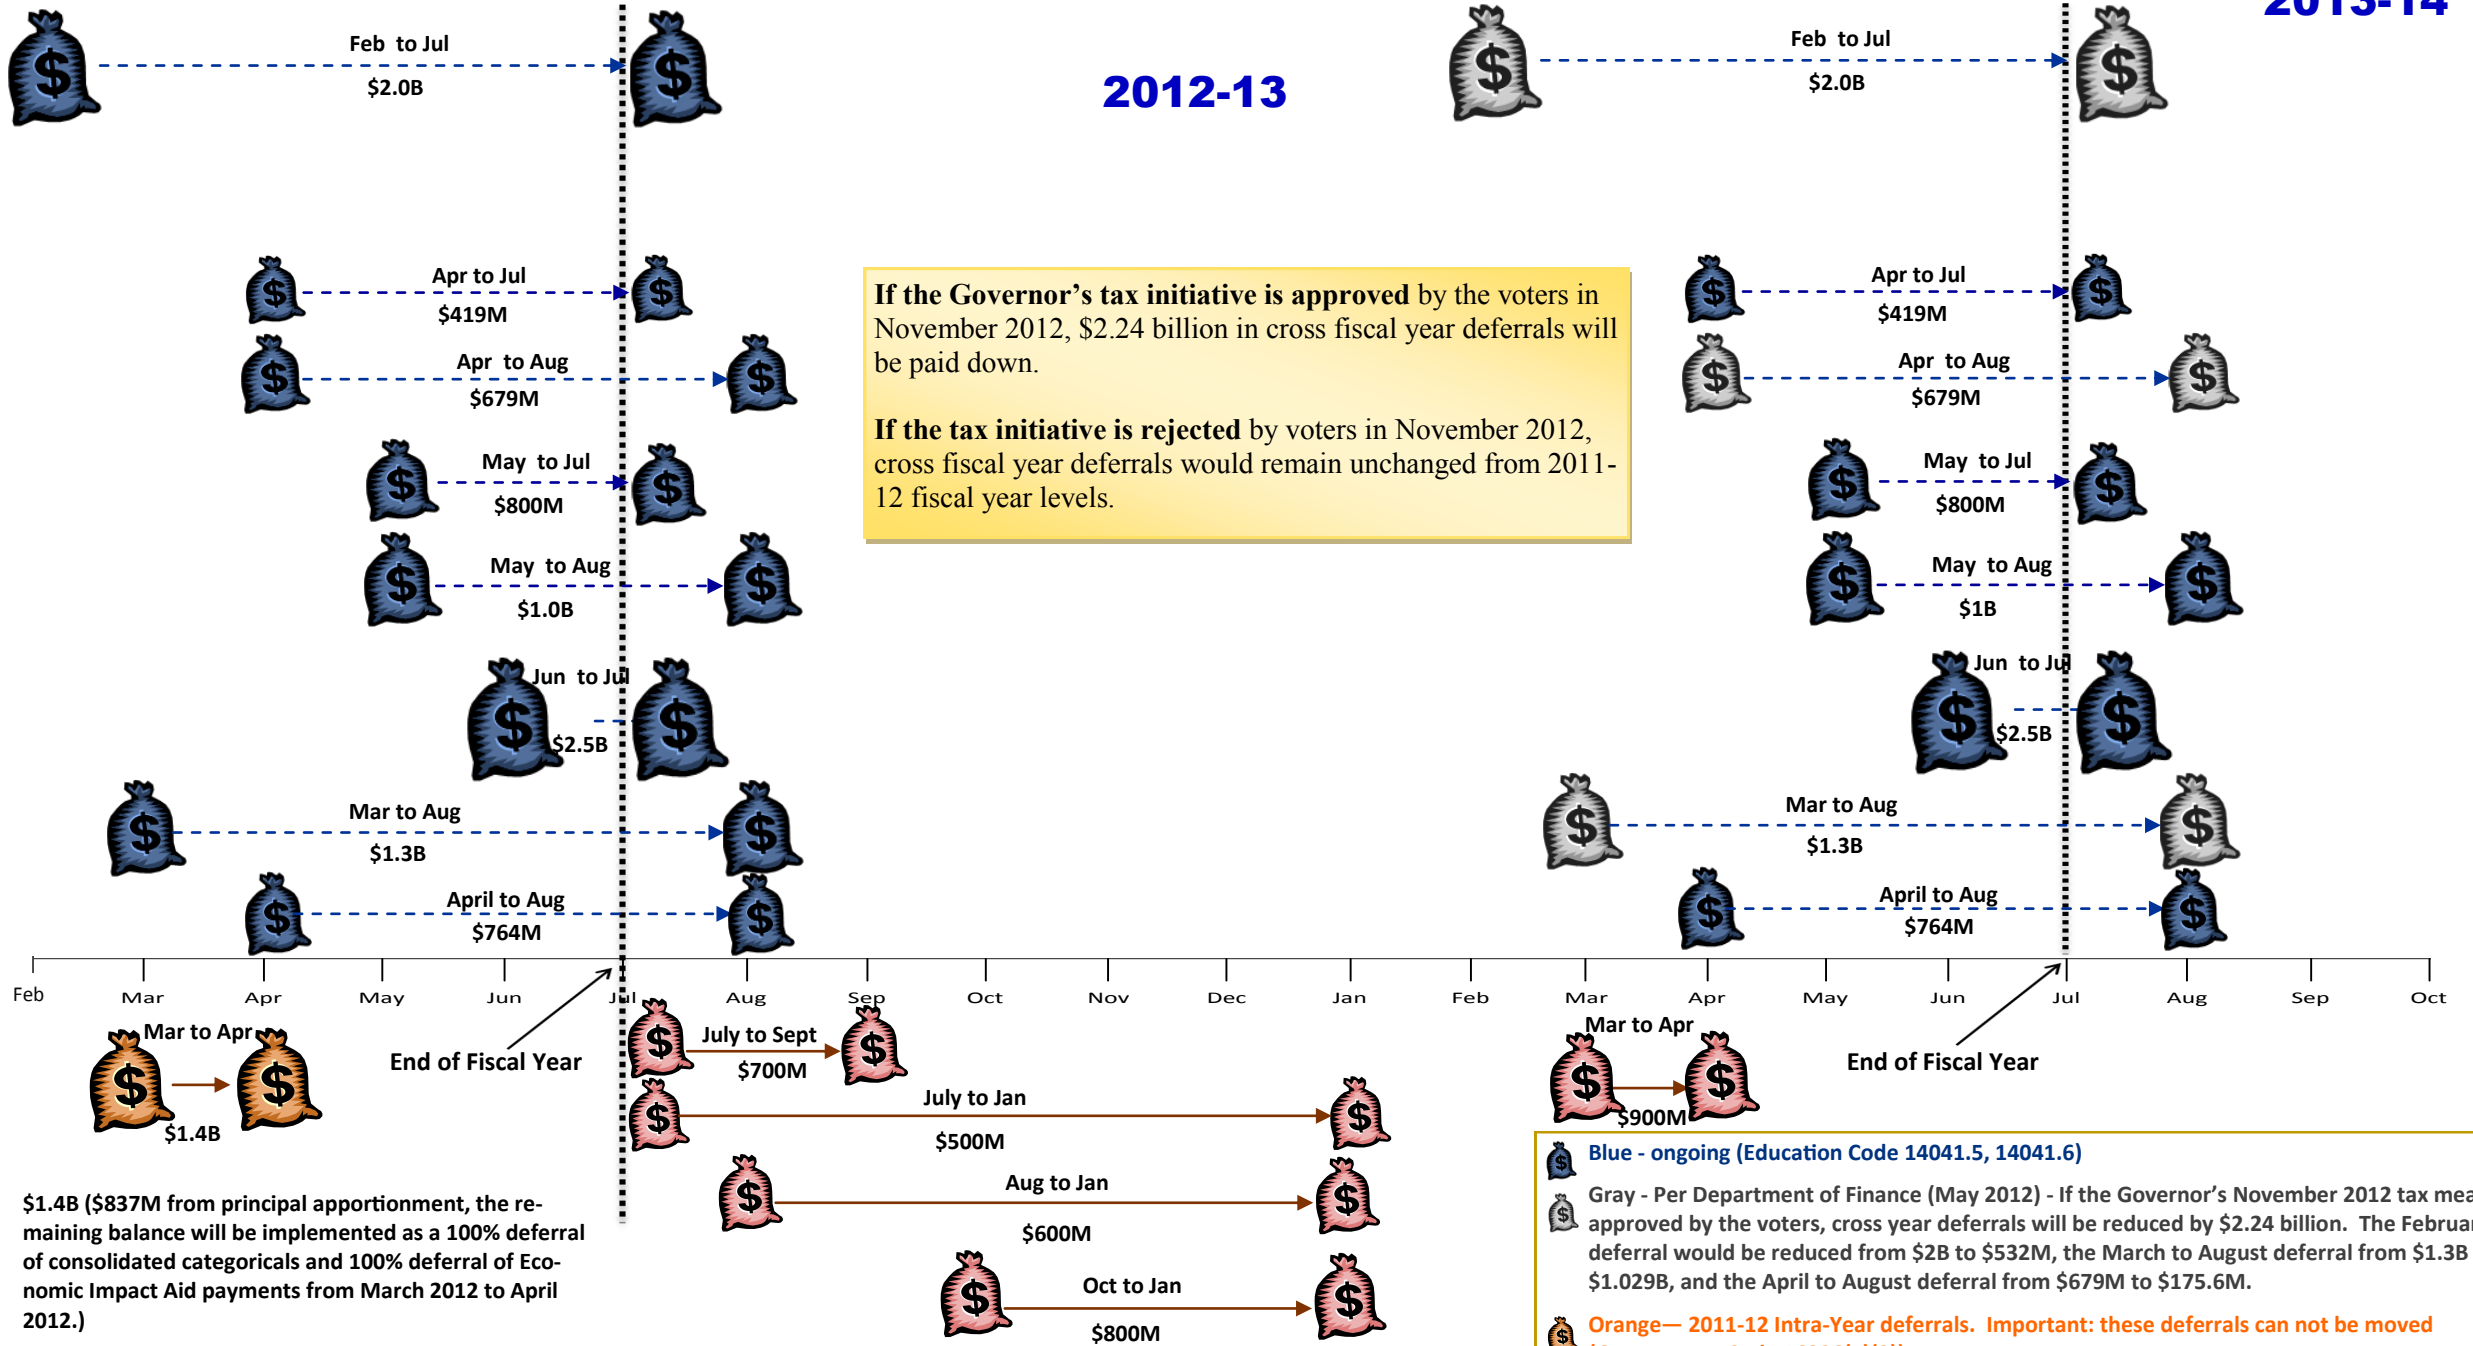 2013-14
Feb to Jul
$2.0B
2012-13
Feb to Jul
$2.0B
Apr to Jul
$419M
Apr to Aug
$679M
May to Jul
$800M
May to Aug
$1.0B
Jun to Jul
$2.5B
Mar to Aug
$1.3B
April to Aug
$764M
If the Governor's tax initiative is approved by the voters in
November 2012, $2.24 billion in cross fiscal year deferrals will
be paid down.
If the tax initiative is rejected by voters in November 2012,
cross fiscal year deferrals would remain unchanged from 2011-
12 fiscal year levels.
Apr to Jul
$419M
Apr to Aug
$679M
May to Jul
$800M
May to Aug
$1B
Jun to Jul
$2.5B
Mar to Aug
$1.3B
April to Aug
$764M
Feb Mar Apr May Jun Jul Aug Sep Oct Nov Dec Jan Feb Mar Apr May Jun Jul Aug Sep Oct
Mar to Apr
$1.4B
End of Fiscal Year
July to Sept
$700M
July to Jan
$500M
Aug to Jan
$600M
Oct to Jan
$800M
Mar to Apr
$900M
End of Fiscal Year
$1.4B ($837M from principal apportionment, the re-
maining balance will be implemented as a 100% deferral
of consolidated categoricals and 100% deferral of Eco-
nomic Impact Aid payments from March 2012 to April
2012.)
Blue - ongoing (Education Code 14041.5, 14041.6)
Gray - Per Department of Finance (May 2012) - If the Governor's November 2012 tax
approved by the voters, cross year deferrals will be reduced by $2.24 billion. The
deferral would be reduced from $2B to $532M, the March to August deferral from $1.3B
$1.029B, and the April to August deferral from $679M to $175.6M.
Orange— 2011-12 Intra-Year deferrals. Important: these deferrals can not be moved